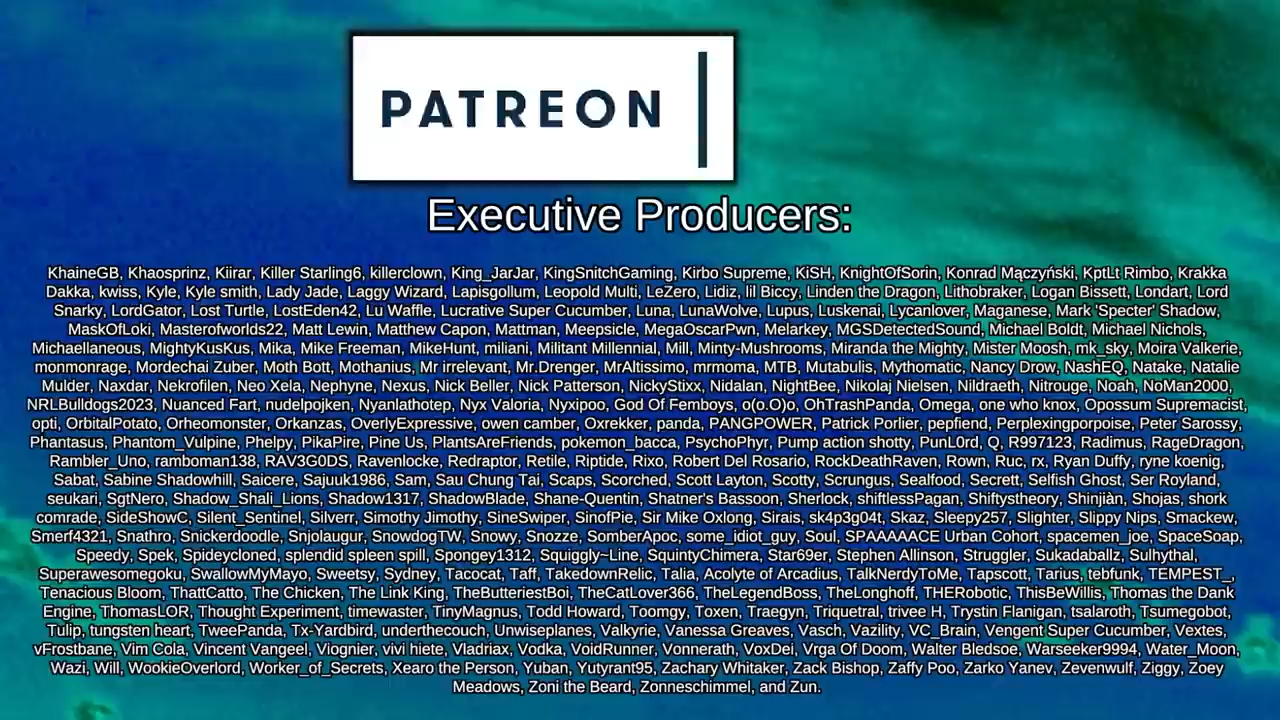 PATREON
Executive Producers:
KhaineGB, Khaosprinz, Kiirar, Killer Starling6, killerclown, King_JarJar, KingSnitchGaming, Kirbo Supreme, KiSH, KnightOfSorin, Konrad Mączyński, KptLt Rimbo, Krakka
Dakka, kwiss, Kyle, Kyle smith, Lady Jade, Laggy Wizard, Lapisgollum, Leopold Multi, LeZero, Lidiz, lil Biccy, Linden the Dragon, Lithobraker, Logan Bissett, Londart, Lord
Snarky, LordGator, Lost Turtle, LostEden42, Lu Waffle, Lucrative Super Cucumber, Luna, LunaWolve, Lupus, Luskenai, Lycanlover, Maganese, Mark 'Specter' Shadow,
MaskOfLoki, Masterofworlds22, Matt Lewin, Matthew Capon, Mattman, Meepsicle, MegaOscarPwn, Melarkey, MGSDetectedSound, Michael Boldt, Michael Nichols,
Michaellaneous, MightyKusKus, Mika, Mike Freeman, MikeHunt, miliani, Militant Millennial, Mill, Minty-Mushrooms, Miranda the Mighty, Mister Moosh, mk_sky, Moira Valkerie,
monmonrage, Mordechai Zuber, Moth Bott, Mothanius, Mr irrelevant, Mr.Drenger, MrAltissimo, mrmoma, MTB, Mutabulis, Mythomatic, Nancy Drow, NashEQ, Natake, Natalie
Mulder, Naxdar, Nekrofilen, Neo Xela, Nephyne, Nexus, Nick Beller, Nick Patterson, NickyStixx, Nidalan, NightBee, Nikolaj Nielsen, Nildraeth, Nitrouge, Noah, NoMan2000,
NRLBulldogs2023, Nuanced Fart, nudelpojken, Nyanlathotep, Nyx Valoria, Nyxipoo, God Of Femboys, o(o.O)o, OhTrashPanda, Omega, one who knox, Opossum Supremacist,
opti, OrbitalPotato, Orheomonster, Orkanzas, OverlyExpressive, owen camber, Oxrekker, panda, PANGPOWER, Patrick Porlier, pepfiend, Perplexingporpoise, Peter Sarossy,
Phantasus, Phantom_Vulpine, Phelpy, PikaPire, Pine Us, PlantsAreFriends, pokemon_bacca, PsychoPhyr, Pump action shotty, PunL0rd, Q, R997123, Radimus, RageDragon,
Rambler_Uno, ramboman138, RAV3G0DS, Ravenlocke, Redraptor, Retile, Riptide, Rixo, Robert Del Rosario, RockDeathRaven, Rown, Ruc, rx, Ryan Duffy, ryne koenig,
Sabat, Sabine Shadowhill, Saicere, Sajuuk1986, Sam, Sau Chung Tai, Scaps, Scorched, Scott Layton, Scotty, Scrungus, Sealfood, Secrett, Selfish Ghost, Ser Royland,
seukari, SgtNero, Shadow_Shali_Lions, Shadow1317, ShadowBlade, Shane-Quentin, Shatner's Bassoon, Sherlock, shiftlessPagan, Shiftystheory, Shinjiàn, Shojas, shork
comrade, SideShowC, Silent_Sentinel, Silverr, Simothy Jimothy, SineSwiper, SinofPie, Sir Mike Oxlong, Sirais, sk4p3g04t, Skaz, Sleepy257, Slighter, Slippy Nips, Smackew,
Smerf4321, Snathro, Snickerdoodle, Snjolaugur, SnowdogTW, Snowy, Snozze, SomberApoc, some_idiot_guy, Soul, SPAAAAACE Urban Cohort, spacemen_joe, SpaceSoap,
Speedy, Spek, Spideycloned, splendid spleen spill, Spongey1312, Squiggly~Line, SquintyChimera, Star69er, Stephen Allinson, Struggler, Sukadaballz, Sulhythal,
Superawesomegoku, SwallowMyMayo, Sweetsy, Sydney, Tacocat, Taff, TakedownRelic, Talia, Acolyte of Arcadius, TalkNerdyToMe, Tapscott, Tarius, tebfunk, TEMPEST_,
Tenacious Bloom, ThattCatto, The Chicken, The Link King, TheButteriestBoi, TheCatLover366, TheLegendBoss, TheLonghoff, THERobotic, ThisBeWillis, Thomas the Dank
Engine, ThomasLOR, Thought Experiment, timewaster, TinyMagnus, Todd Howard, Toomgy, Toxen, Traegyn, Triquetral, trivee H, Trystin Flanigan, tsalaroth, Tsumegobot,
Tulip, tungsten heart, TweePanda, Tx-Yardbird, underthecouch, Unwiseplanes, Valkyrie, Vanessa Greaves, Vasch, Vazility, VC_Brain, Vengent Super Cucumber, Vextes,
vFrostbane, Vim Cola, Vincent Vangeel, Viognier, vivi hiete, Vladriax, Vodka, VoidRunner, Vonnerath, VoxDei, Vrga Of Doom, Walter Bledsoe, Warseeker9994, Water_Moon,
Wazi, Will, WookieOverlord, Worker_of_Secrets, Xearo the Person, Yuban, Yutyrant95, Zachary Whitaker, Zack Bishop, Zaffy Poo, Zarko Yanev, Zevenwulf, Ziggy, Zoey
Meadows, Zoni the Beard, Zonneschimmel, and Zun.